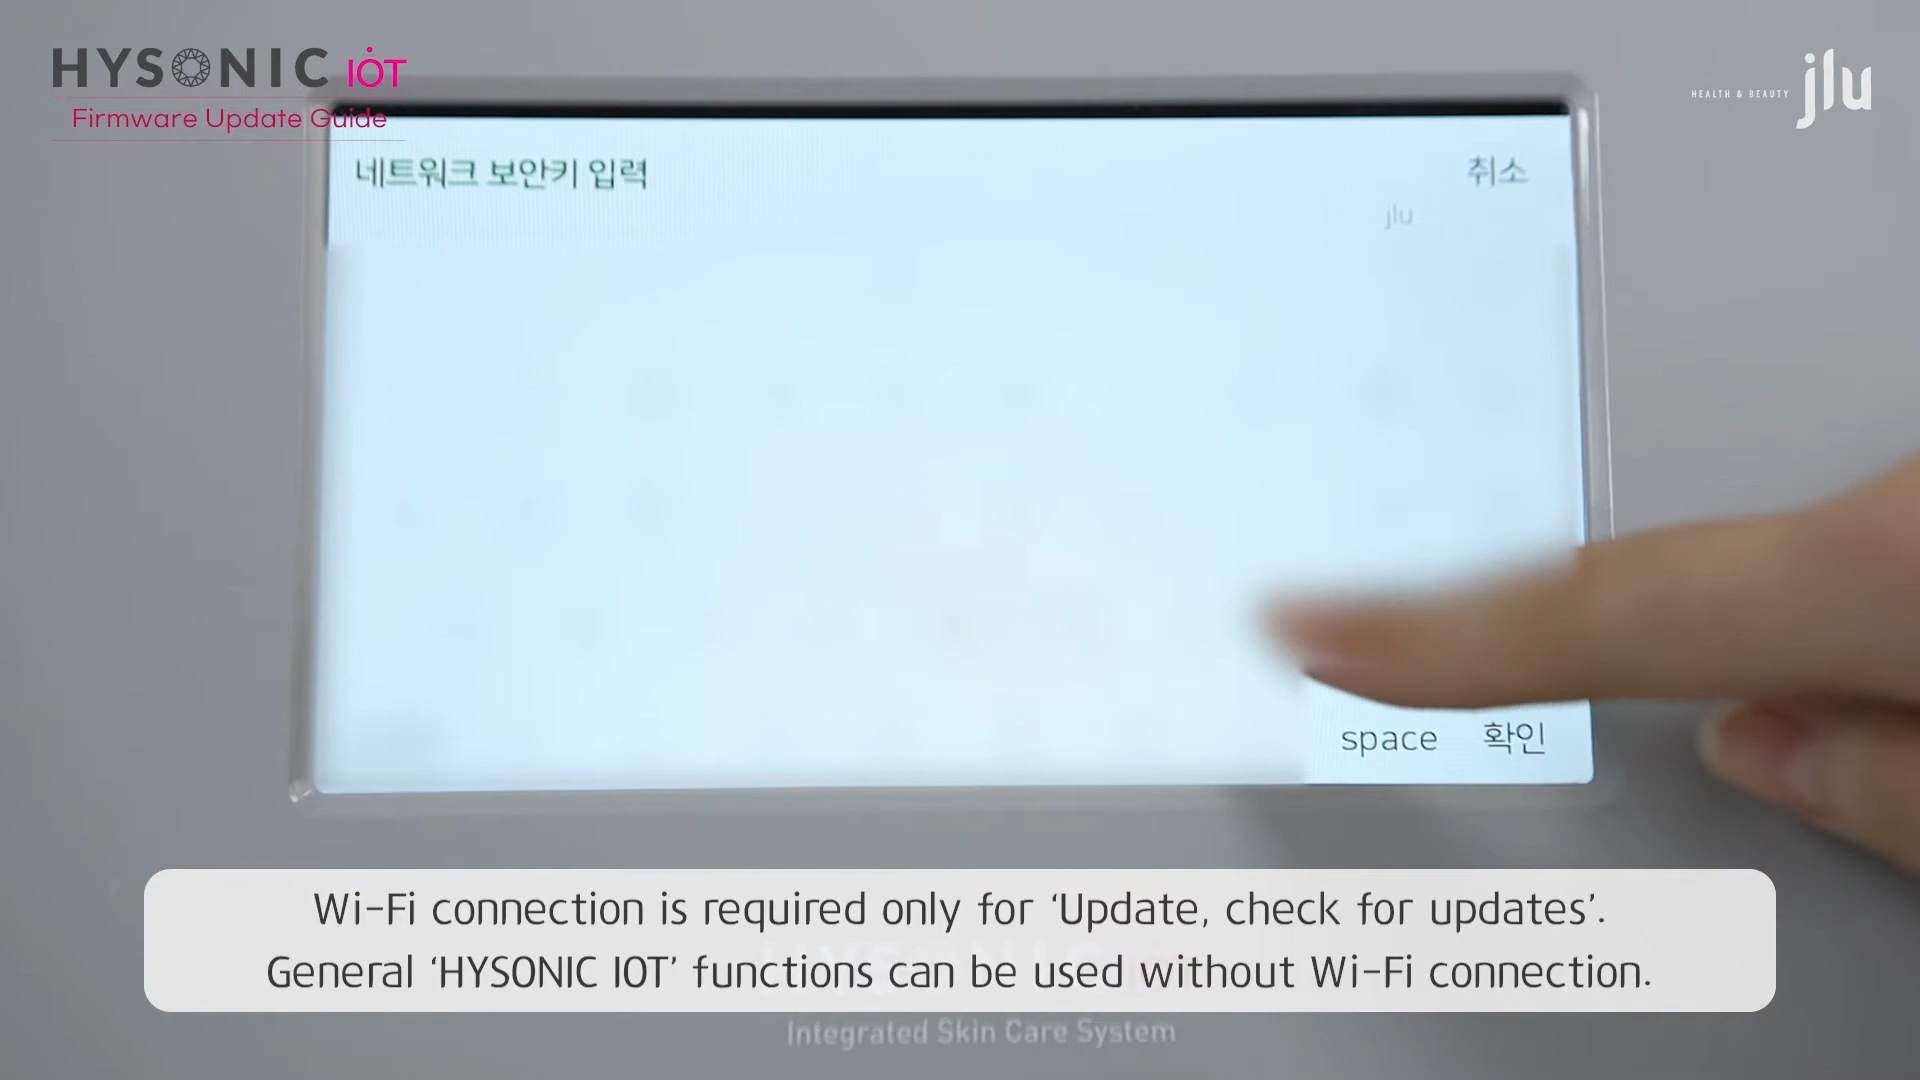 HYSONIC IOT
Firmware Update Guide
HEALTH & BEAUTY jlu
네트워크 보안키 입력
취소
jlu
space 확인
Wi-Fi connection is required only for ‘Update, check for updates’.
General ‘HYSONIC IOT’ functions can be used without Wi-Fi connection.
Integrated Skin Care System